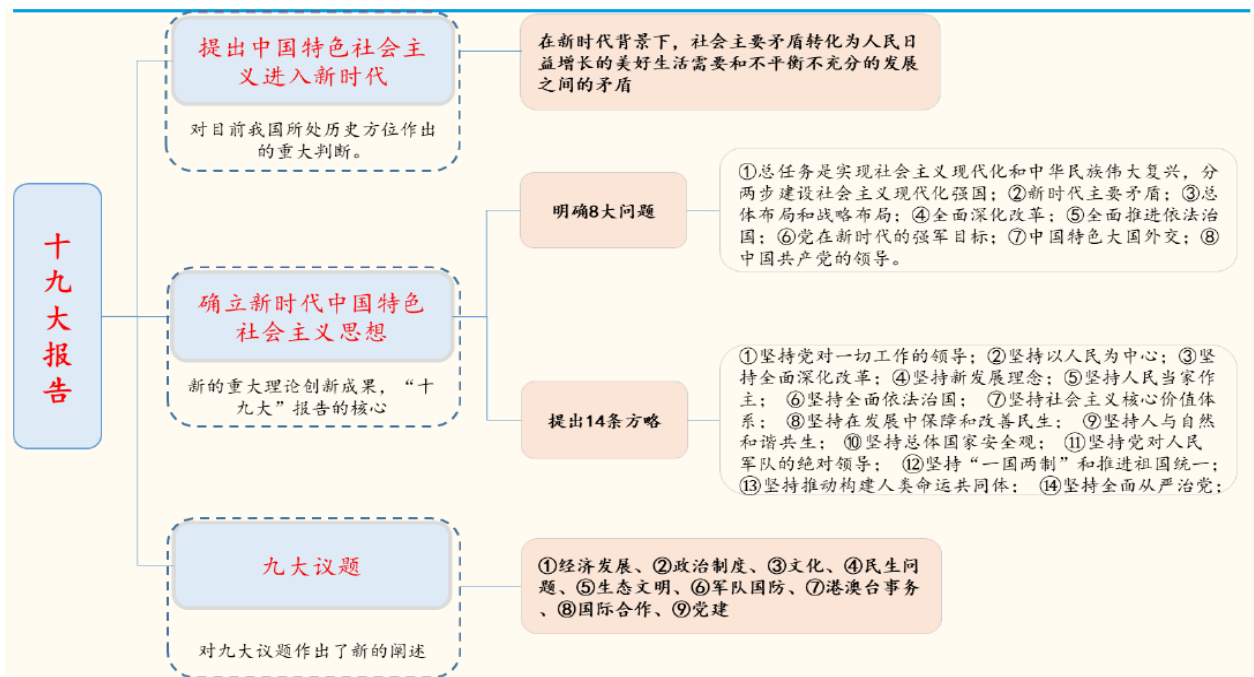 十九大报告
提出中国特色社会主
义进入新时代
对目前我国所处历史方位作出
的重大判断。
在新时代背景下，社会主要矛盾转化为人民日
益增长的美好生活需要和不平衡不充分的发展
之间的矛盾
确立新时代中国特色
社会主义思想
新的重大理论创新成果，“十
九大”报告的核心
明确8大问题
①总任务是实现社会主义现代化和中华民族伟大复兴，分
两步建设社会主义现代化强国；②新时代主要矛盾；③总
体布局和战略布局；④全面深化改革；⑤全面推进依法治
国；⑥党在新时代的强军目标；⑦中国特色大国外交；⑧
中国共产党的领导。
提出14条方略
①坚持党对一切工作的领导；②坚持以人民为中心；③坚
持全面深化改革；④坚持新发展理念；⑤坚持人民当家作
主； ⑥坚持全面依法治国； ⑦坚持社会主义核心价值体
系； ⑧坚持在发展中保障和改善民生； ⑨坚持人与自然
和谐共生；⑩坚持总体国家安全观；⑪坚持党对人民
军队的绝对领导； ⑫坚持“一国两制”和推进祖国统一；
⑬坚持推动构建人类命运共同体； ⑭坚持全面从严治党；
九大议题
对九大议题作出了新的阐述
①经济发展、②政治制度、③文化、④民生问
题、⑤生态文明、⑥军队国防、⑦港澳台事务
、⑧国际合作、⑨党建